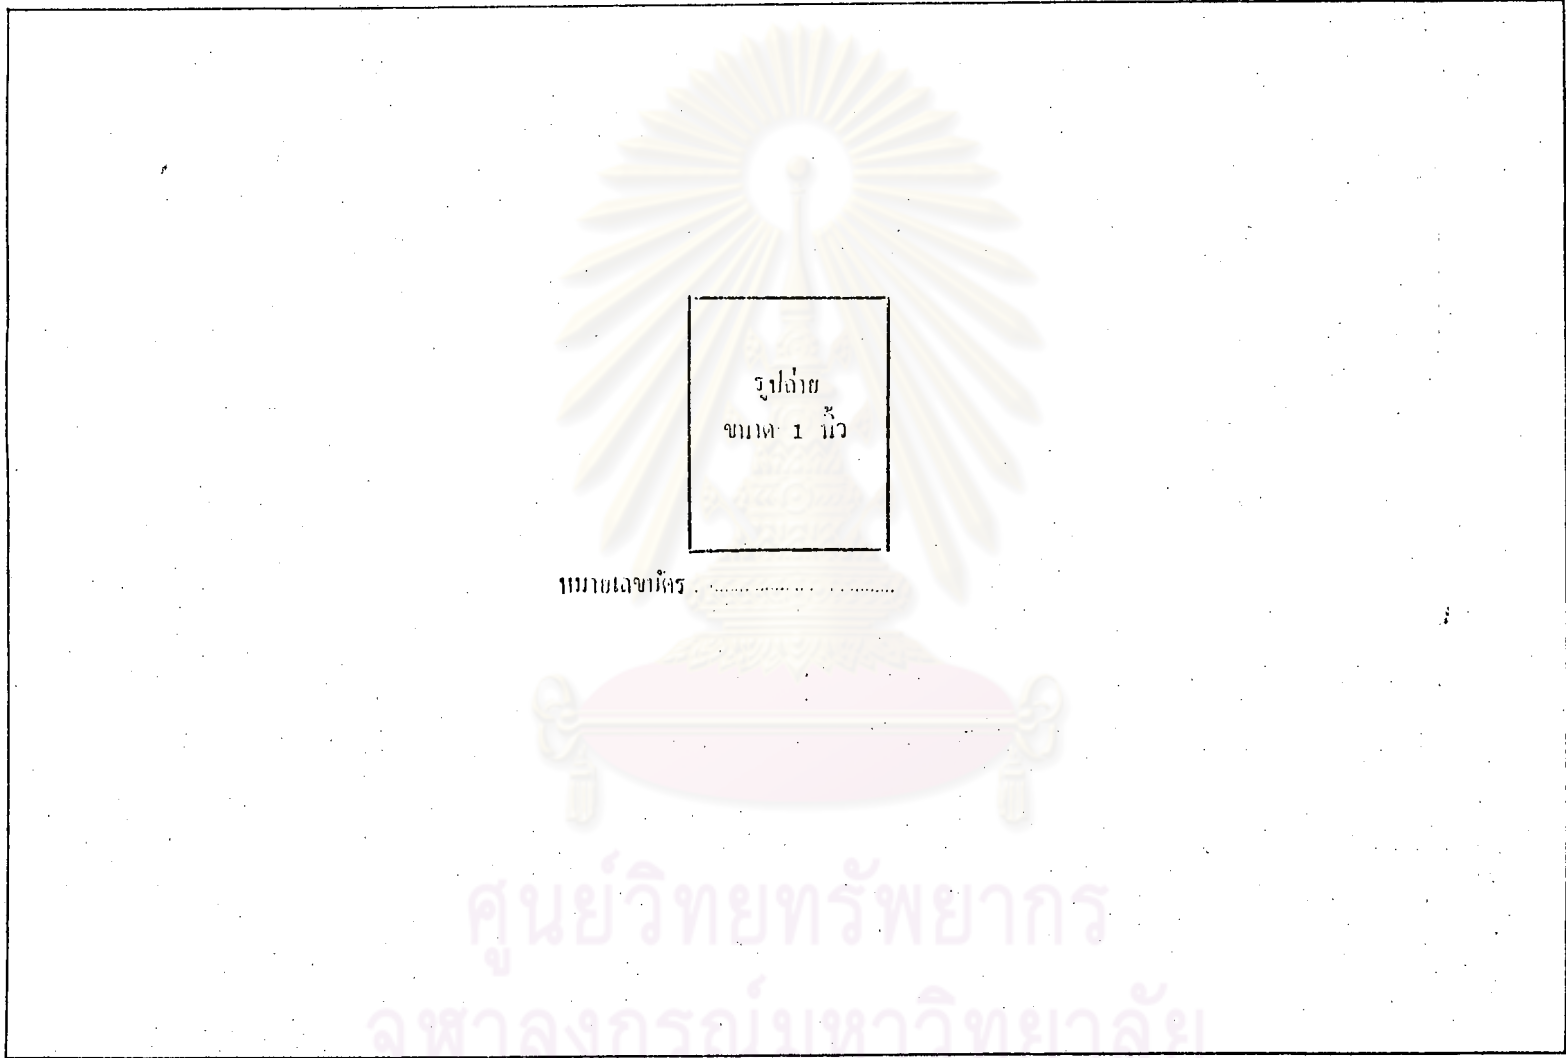 รูปถ่าย
ขนาด 1 นิ้ว
หมายเลขบัตร . ..............................
ศูนย์วิทยทรัพยากร
จุฬาลงกรณ์มหาวิทยาลัย